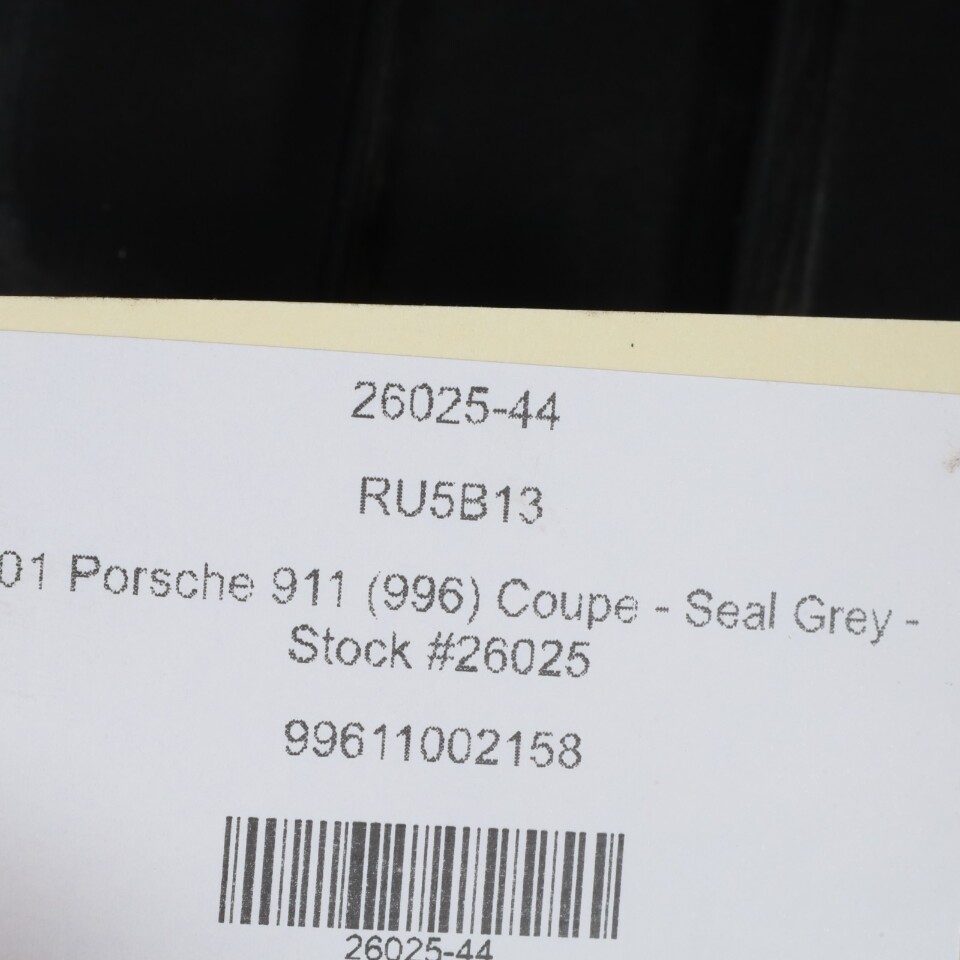 26025-44
RU5B13
01 Porsche 911 (996) Coupe - Seal Grey -
Stock #26025
99611002158
26025-44